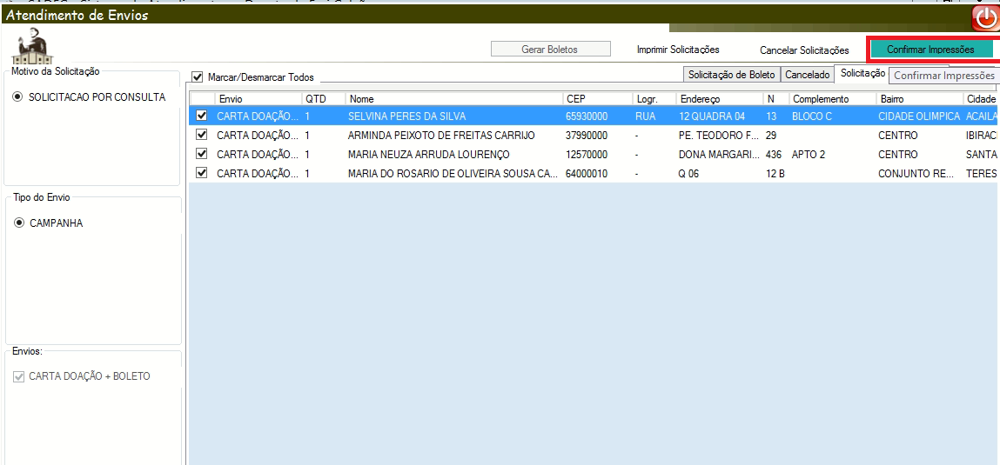 Atendimento de Envios
Gerar Boletos
Imprimir Solicitações
Cancelar Solicitações
Confirmar Impressões
Motivo da Solicitação
SOLICITACAO POR CONSULTA
Tipo do Envio
CAMPANHA
Envios:
CARTA DOAÇÃO + BOLETO
Marcar/Desmarcar Todos
Solicitação de Boleto Cancelado Solicitação
Confirmar Impressões
Envio QTD Nome CEP Logr. Endereço N Complemento Bairro Cidade
CARTA DOAÇÃO... 1 SELVINA PERES DA SILVA 65930000 RUA 12 QUADRA 04 13 BLOCO C CIDADE OLIMPICA ACAILA
CARTA DOAÇÃO... 1 ARMINDA PEIXOTO DE FREITAS CARRIJO 37990000 - PE. TEODORO F... 29 CENTRO IBIRAC
CARTA DOAÇÃO... 1 MARIA NEUZA ARRUDA LOURENÇO 12570000 - DONA MARGARI... 436 APTO 2 CENTRO SANTA
CARTA DOAÇÃO... 1 MARIA DO ROSARIO DE OLIVEIRA SOUSA CA... 64000010 - Q 06 12 B CONJUNTO RE... TERES